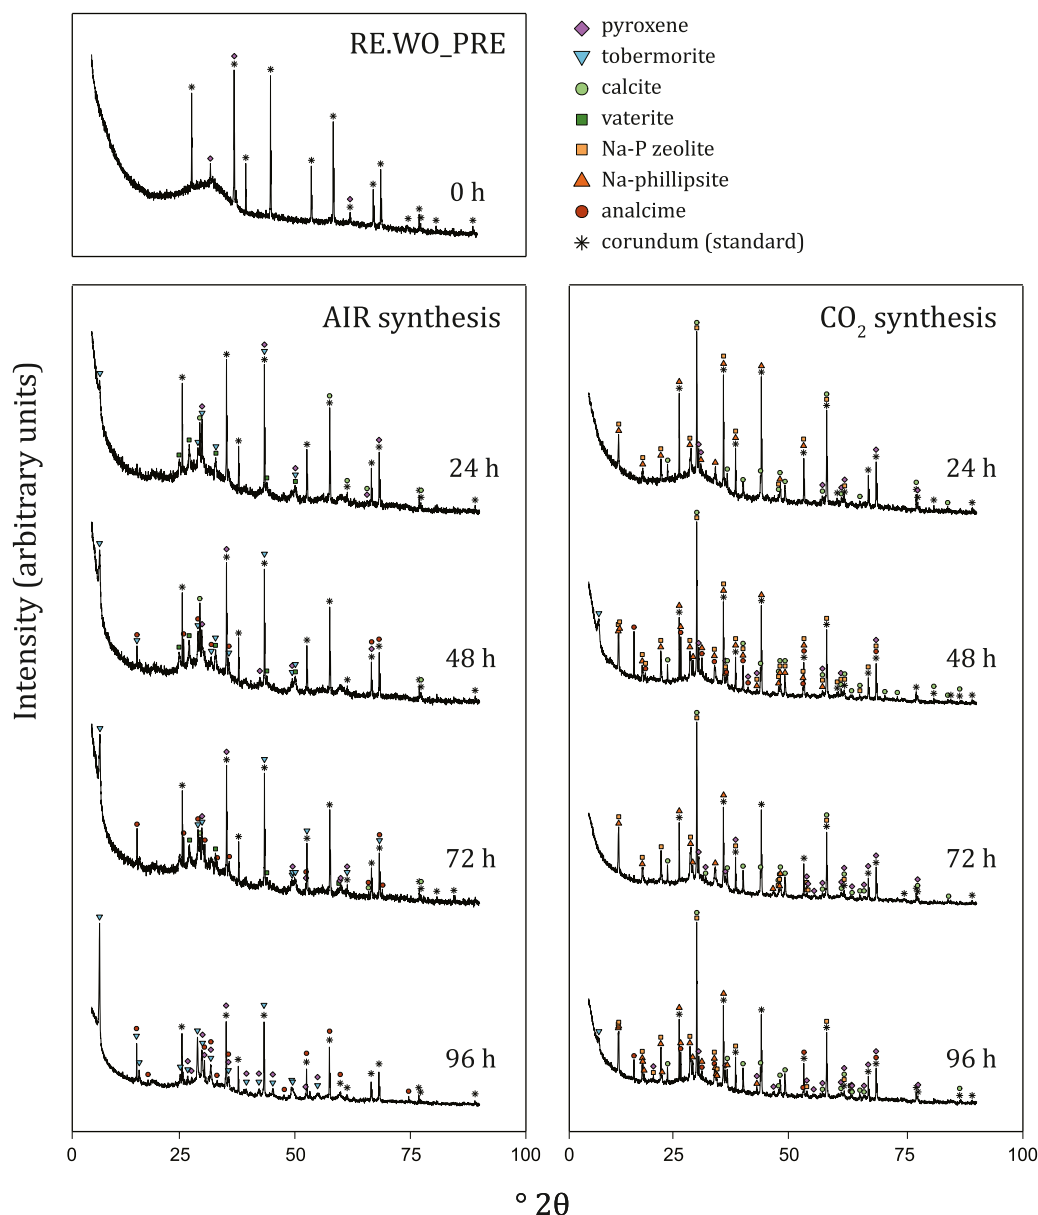 RE.WO_PRE
0 h
pyroxene
tobermorite
calcite
vaterite
Na-P zeolite
Na-phillipsite
analcime
corundum (standard)
Intensity (arbitrary units)
AIR synthesis
24 h
48 h
72 h
96 h
0 25 50 75 100
CO₂ synthesis
24 h
48 h
72 h
96 h
0 25 50 75 100
° 2θ